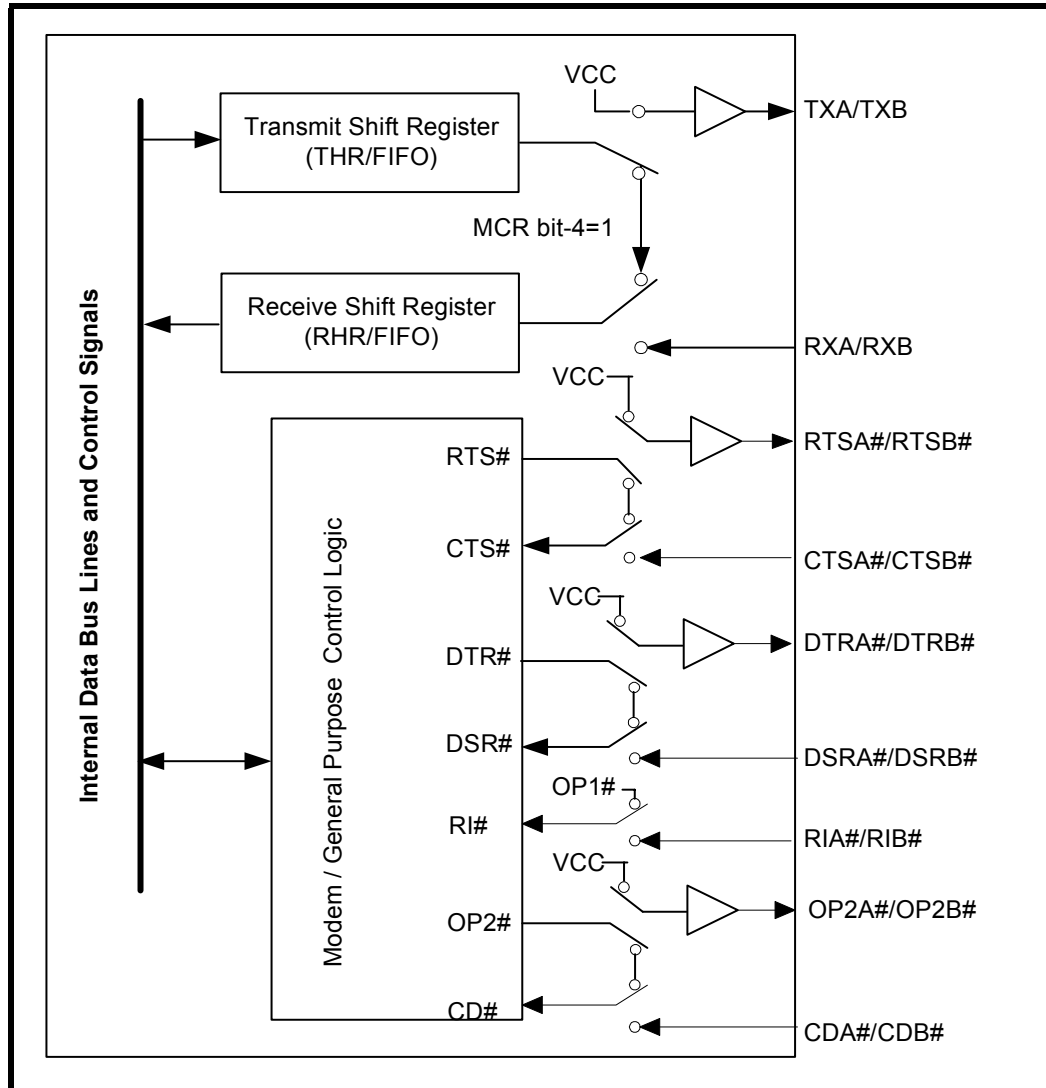 VCC
TXA/TXB
Transmit Shift Register
(THR/FIFO)
MCR bit-4=1
Receive Shift Register
(RHR/FIFO)
RXA/RXB
VCC
RTSA#/RTSB#
RTS#
CTS#
CTSA#/CTSB#
VCC
DTRA#/DTRB#
DTR#
DSR#
DSRA#/DSRB#
OP1#
RI#
RIA#/RIB#
VCC
OP2A#/OP2B#
OP2#
CD#
CDA#/CDB#
Internal Data Bus Lines and Control Signals
Modem / General Purpose Control Logic